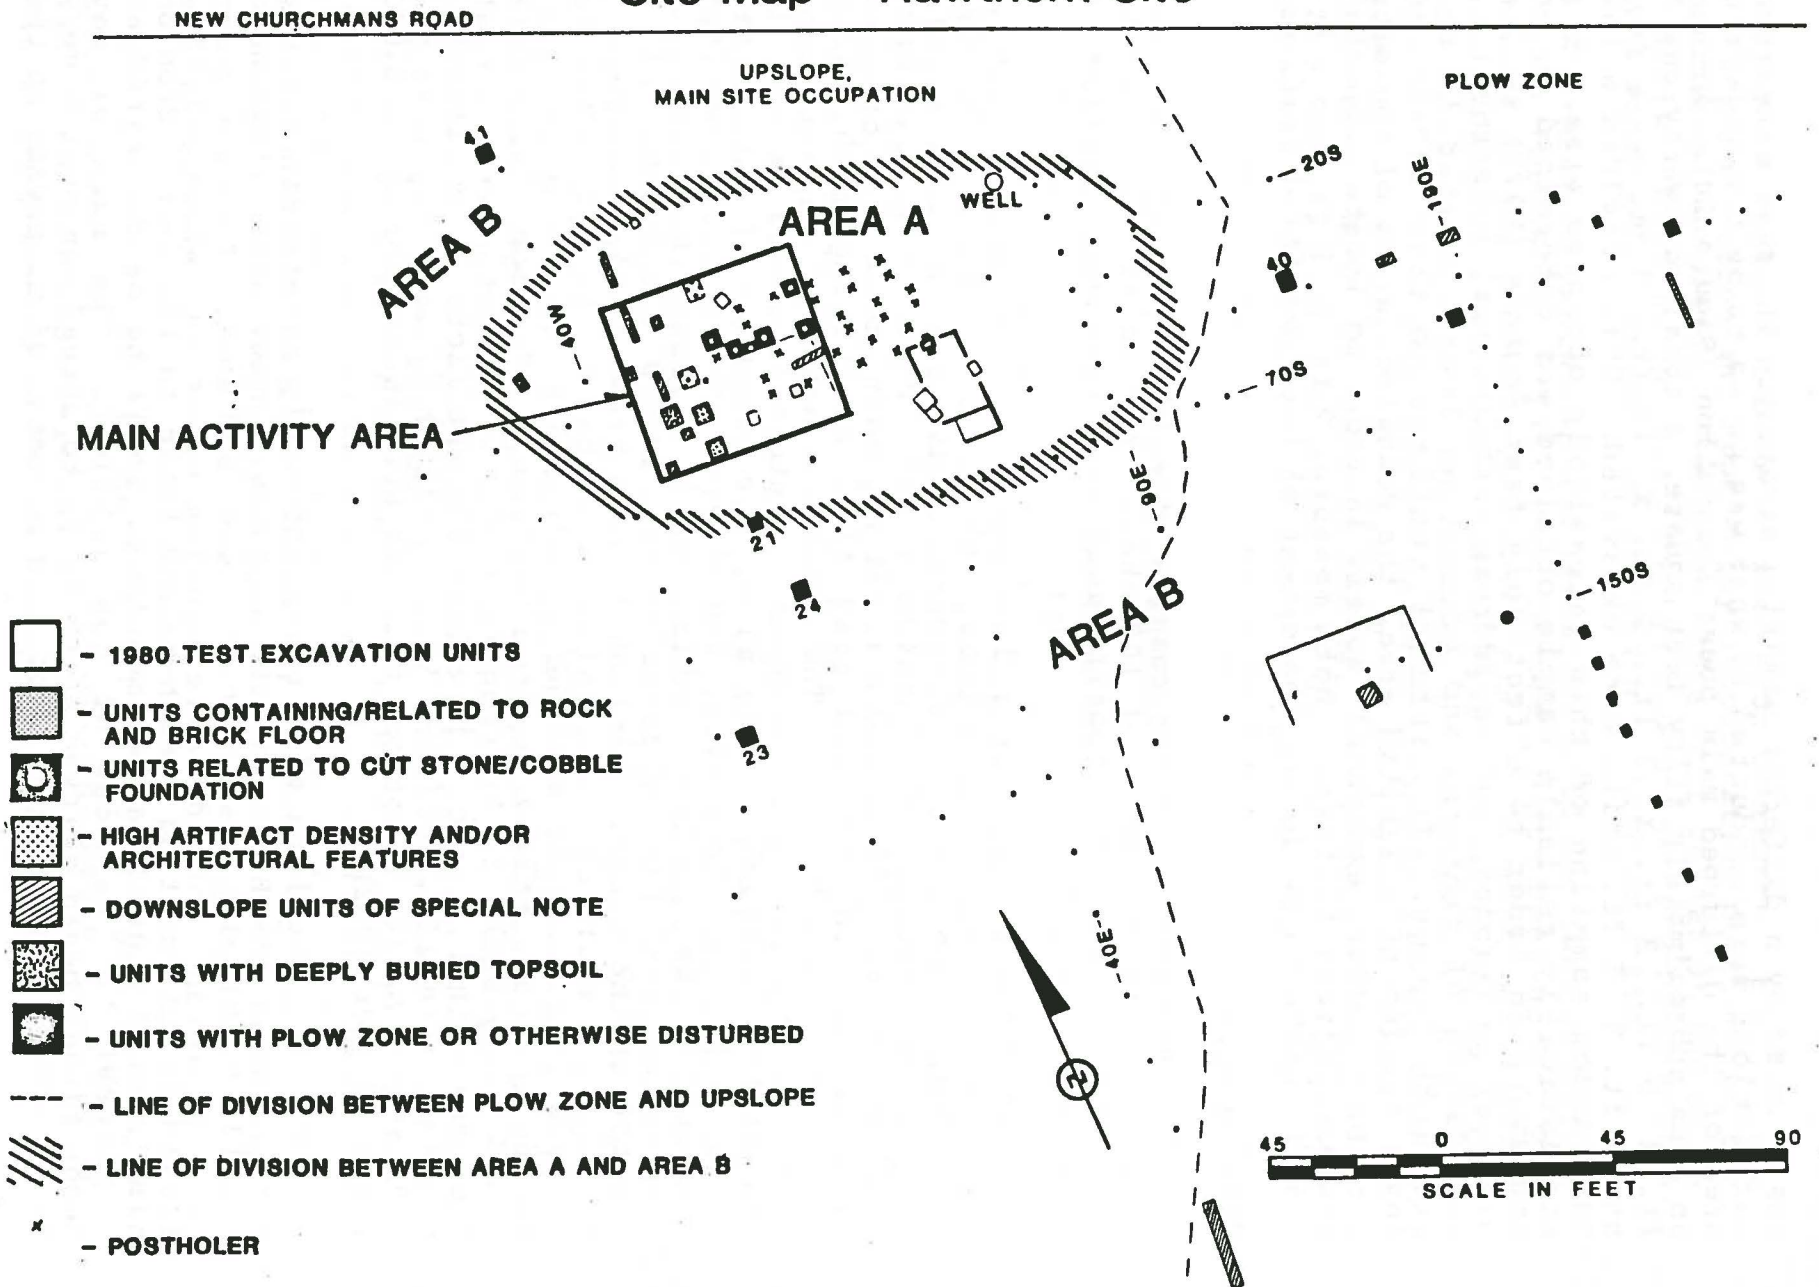 NEW CHURCHMANS ROAD
UPSLOPE,
MAIN SITE OCCUPATION
PLOW ZONE
41
20S
190E
WELL
AREA A
AREA B
40
40W
70S
MAIN ACTIVITY AREA
90E
21
24
150S
AREA B
23
40E
- 1980 TEST EXCAVATION UNITS
- UNITS CONTAINING/RELATED TO ROCK
AND BRICK FLOOR
- UNITS RELATED TO CUT STONE/COBBLE
FOUNDATION
- HIGH ARTIFACT DENSITY AND/OR
ARCHITECTURAL FEATURES
- DOWNSLOPE UNITS OF SPECIAL NOTE
- UNITS WITH DEEPLY BURIED TOPSOIL
- UNITS WITH PLOW ZONE OR OTHERWISE DISTURBED
- LINE OF DIVISION BETWEEN PLOW ZONE AND UPSLOPE
- LINE OF DIVISION BETWEEN AREA A AND AREA B
- POSTHOLER
N
45 0 45 90
SCALE IN FEET